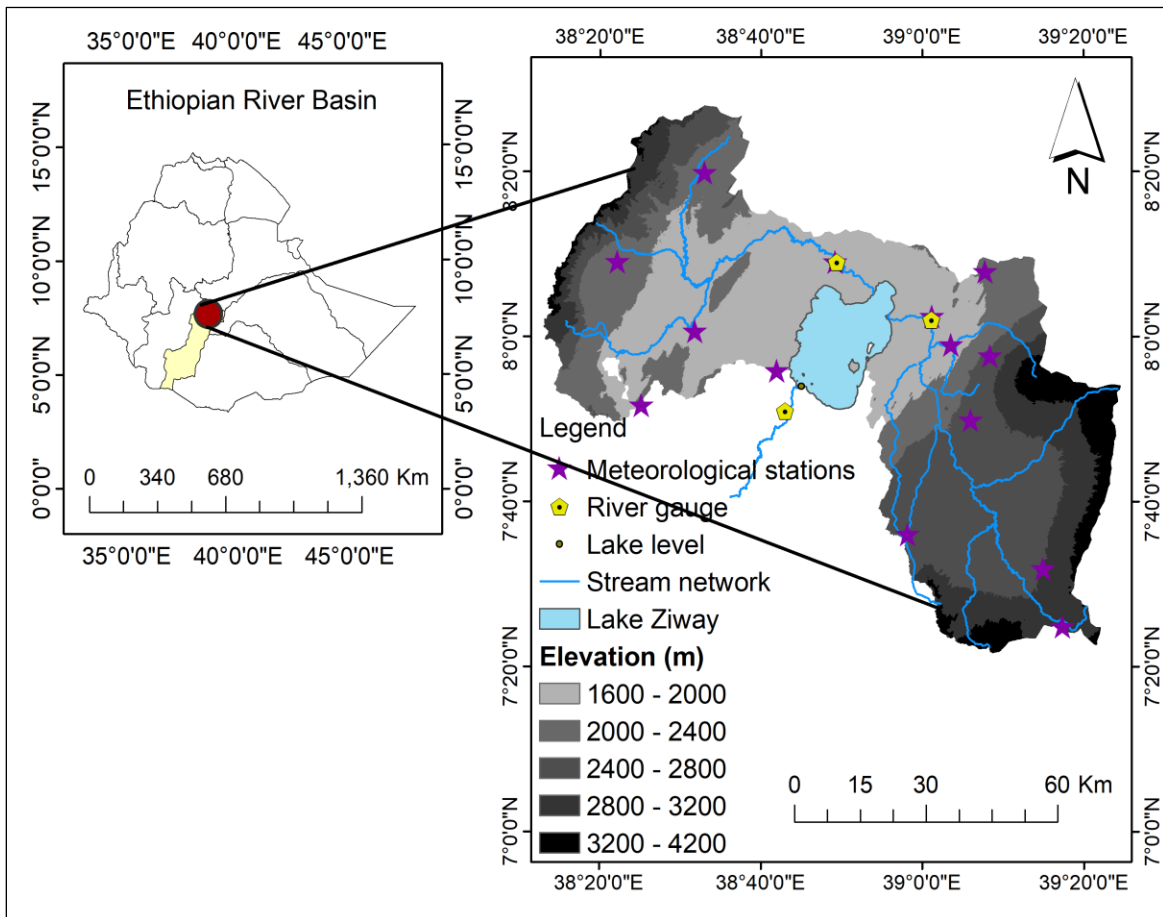 35°0'0"E 40°0'0"E 45°0'0"E
Ethiopian River Basin
15°0'0"N
10°0'0"N
5°0'0"N
0°0'0"
15°0'0"N
10°0'0"N
5°0'0"N
0°0'0"
0 340 680 1,360 Km
35°0'0"E 40°0'0"E 45°0'0"E
38°20'0"E 38°40'0"E 39°0'0"E 39°20'0"E
N
8°20'0"N
8°0'0"N
7°40'0"N
7°20'0"N
7°0'0"N
8°20'0"N
8°0'0"N
7°40'0"N
7°20'0"N
7°0'0"N
Legend
Meteorological stations
River gauge
Lake level
Stream network
Lake Ziway
Elevation (m)
1600 - 2000
2000 - 2400
2400 - 2800
2800 - 3200
3200 - 4200
0 15 30 60 Km
38°20'0"E 38°40'0"E 39°0'0"E 39°20'0"E